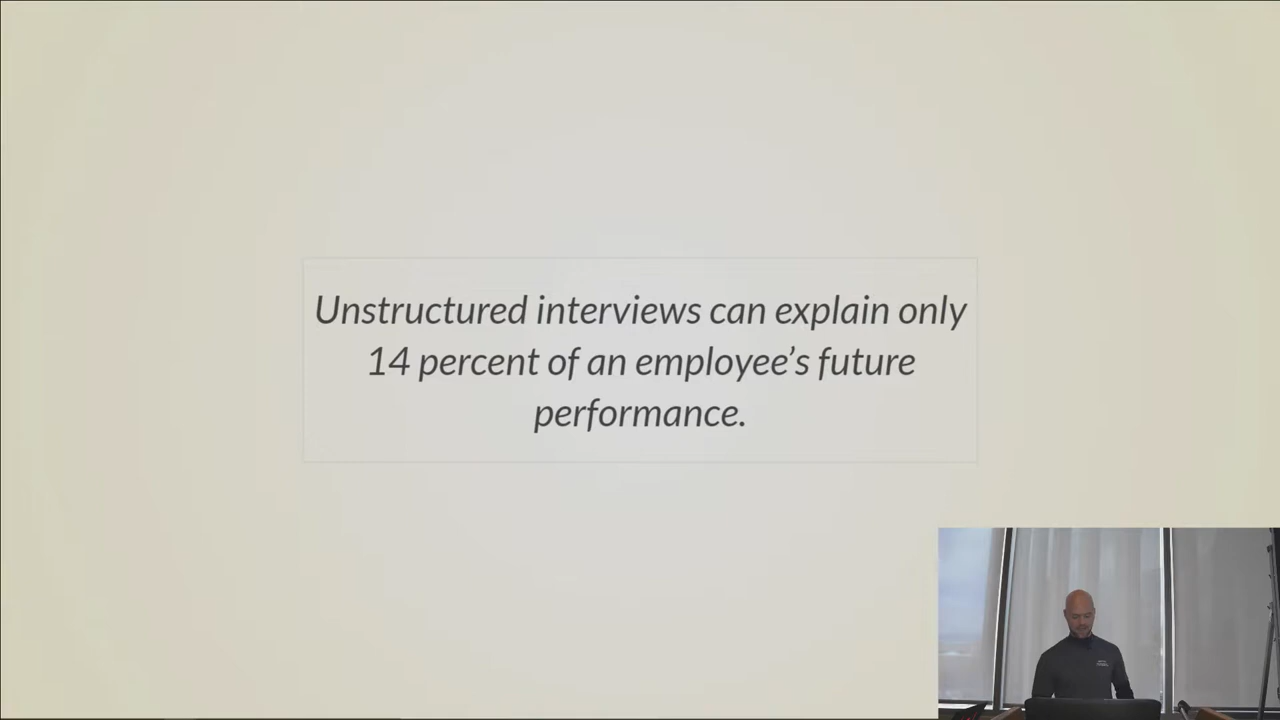 Unstructured interviews can explain only
14 percent of an employee’s future
performance.